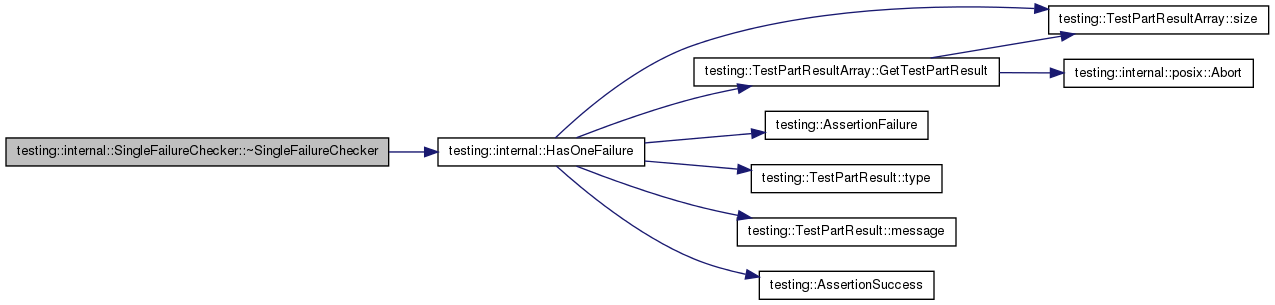 testing::internal::SingleFailureChecker::~SingleFailureChecker
testing::internal::HasOneFailure
testing::TestPartResultArray::size
testing::TestPartResultArray::GetTestPartResult
testing::internal::posix::Abort
testing::AssertionFailure
testing::TestPartResult::type
testing::TestPartResult::message
testing::AssertionSuccess